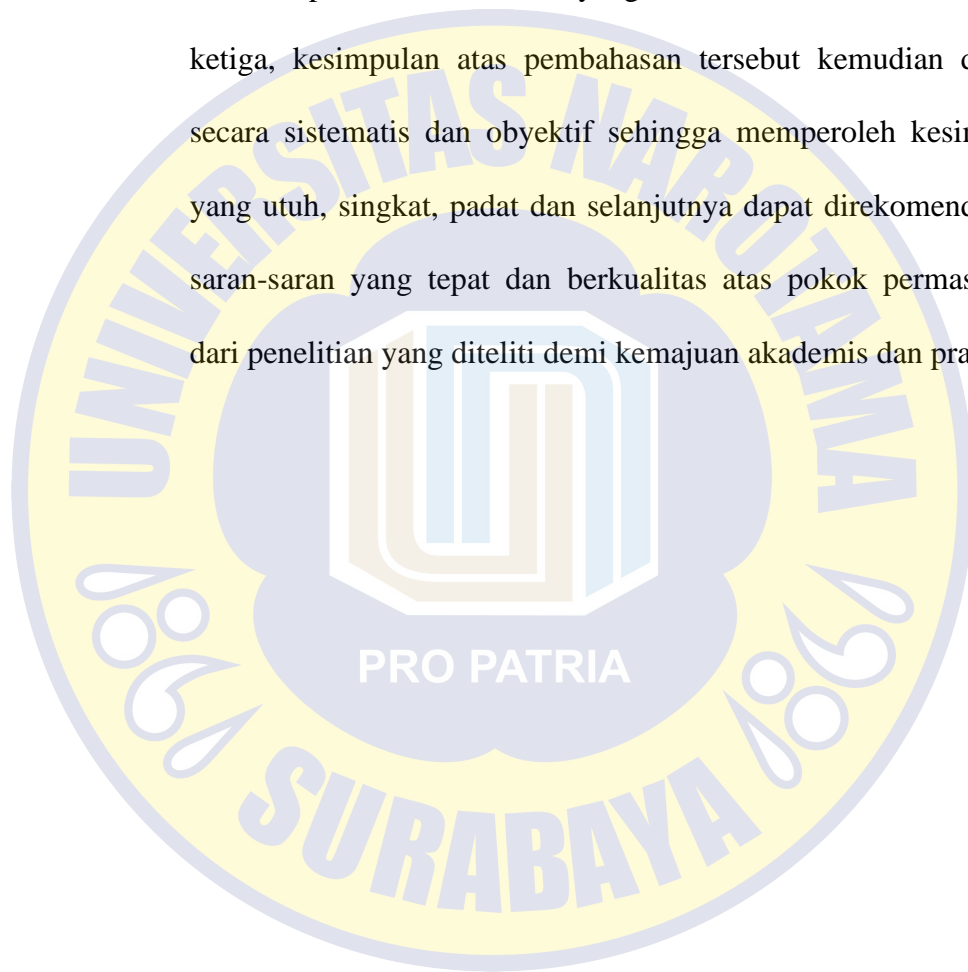 yang
ketiga, kesimpulan atas pembahasan tersebut kemudian
secara sistematis dan obyektif sehingga memperoleh
yang utuh, singkat, padat dan selanjutnya dapat
saran-saran yang tepat dan berkualitas atas pokok
dari penelitian yang diteliti demi kemajuan akademis dan
UNIVERSITAS NAROTAMA
PRO PATRIA
SURABAYA